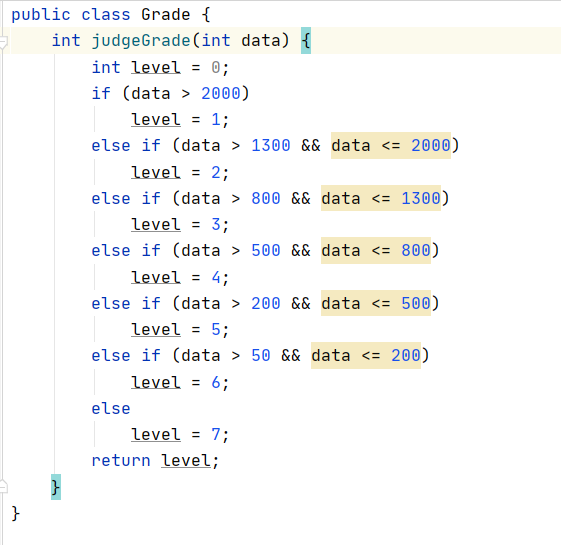 public class Grade {
    int judgeGrade(int data) {
        int level = 0;
        if (data > 2000)
            level = 1;
        else if (data > 1300 && data <= 2000)
            level = 2;
        else if (data > 800 && data <= 1300)
            level = 3;
        else if (data > 500 && data <= 800)
            level = 4;
        else if (data > 200 && data <= 500)
            level = 5;
        else if (data > 50 && data <= 200)
            level = 6;
        else
            level = 7;
        return level;
    }
}